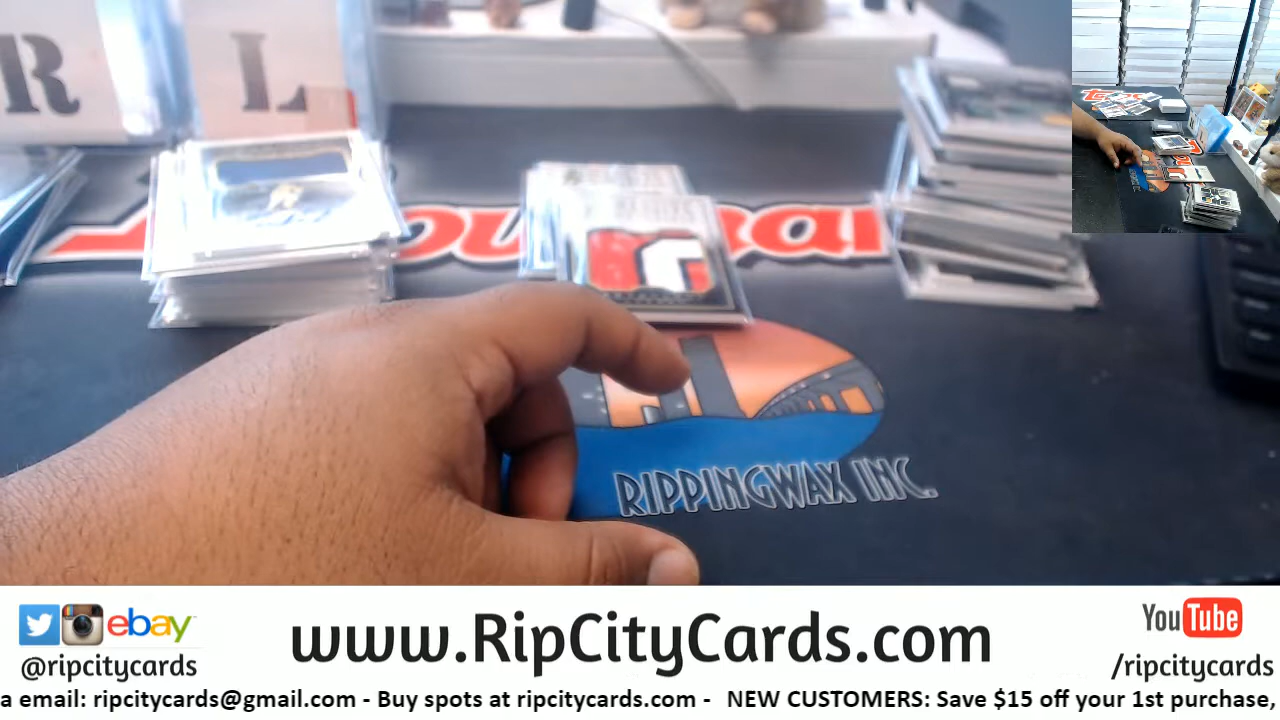 R L
RIPPINGWAX INC.
ebay
@ripcitycards
www.RipCityCards.com
YouTube
/ripcitycards
a email: ripcitycards@gmail.com - Buy spots at ripcitycards.com - NEW CUSTOMERS: Save $15 off your 1st purchase,